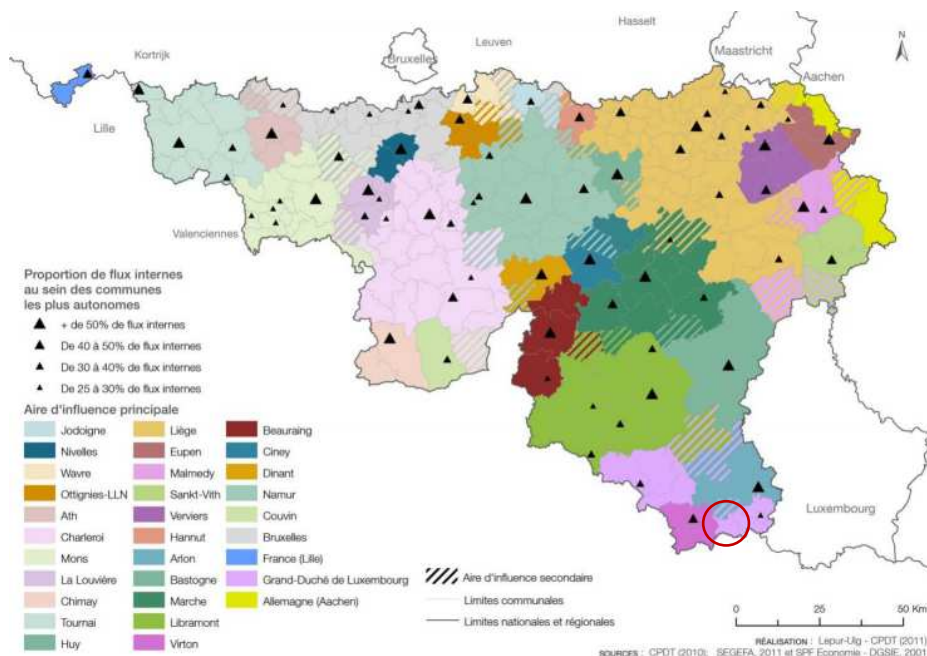 Hasselt
Kortrijk
Leuven
Bruxelles
Maastricht
N
Aachen
Lille
Valenciennes
Luxembourg
Proportion de flux internes
au sein des communes
les plus autonomes
+ de 50% de flux internes
De 40 à 50% de flux internes
De 30 à 40% de flux internes
De 25 à 30% de flux internes
Aire d'influence principale
Jodoigne
Nivelles
Wavre
Ottignies-LLN
Ath
Charleroi
Mons
La Louvière
Chimay
Tournai
Huy
Liège
Eupen
Malmedy
Sankt-Vith
Verviers
Hannut
Arlon
Bastogne
Marche
Libramont
Virton
Beauraing
Ciney
Dinant
Namur
Couvin
Bruxelles
France (Lille)
Grand-Duché de Luxembourg
Allemagne (Aachen)
Aire d'influence secondaire
Limites communales
Limites nationales et régionales
0 25 50 Km
RÉALISATION : Lepur-Ulg - CPDT (2011)
SOURCES : CPDT (2010); SEGEFA, 2011 et SPF Economie - DGSIE, 2001